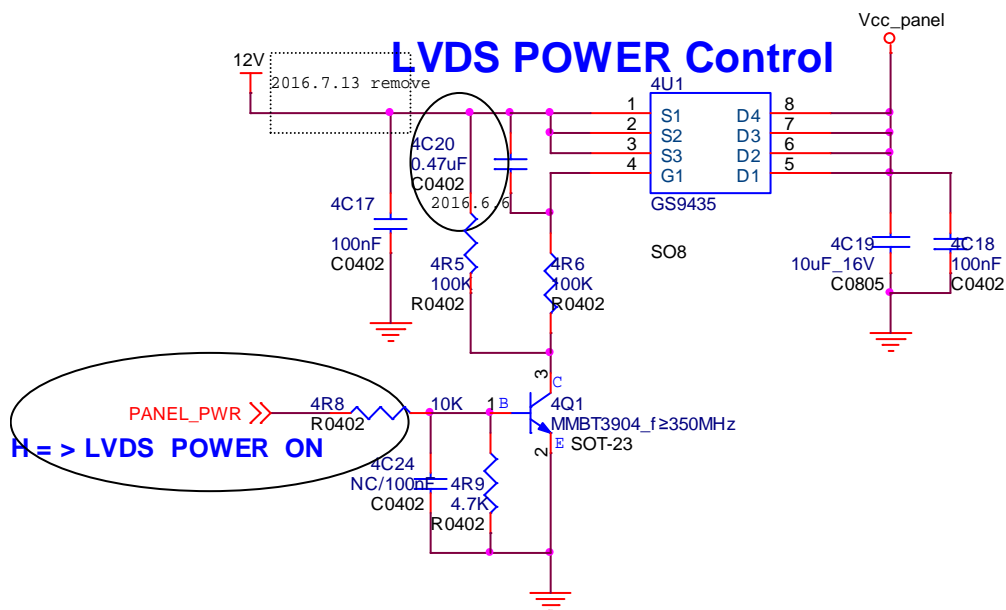 Vcc_panel
LVDS POWER Control
12V
2016.7.13 remove
4U1
1 S1 D4 8
2 S2 D3 7
3 S3 D2 6
4 G1 D1 5
GS9435
SO8
4C20
0.47uF
C0402
2016.6.6
4C17
100nF
C0402
4R5
100K
R0402
4R6
100K
R0402
4C19
10uF_16V
C0805
4C18
100nF
C0402
3
C
PANEL_PWR
4R8
10K
R0402
1
B
4Q1
MMBT3904_f≥350MHz
E
SOT-23
2
H = > LVDS POWER ON
4C24
NC/100nF
C0402
4R9
4.7K
R0402